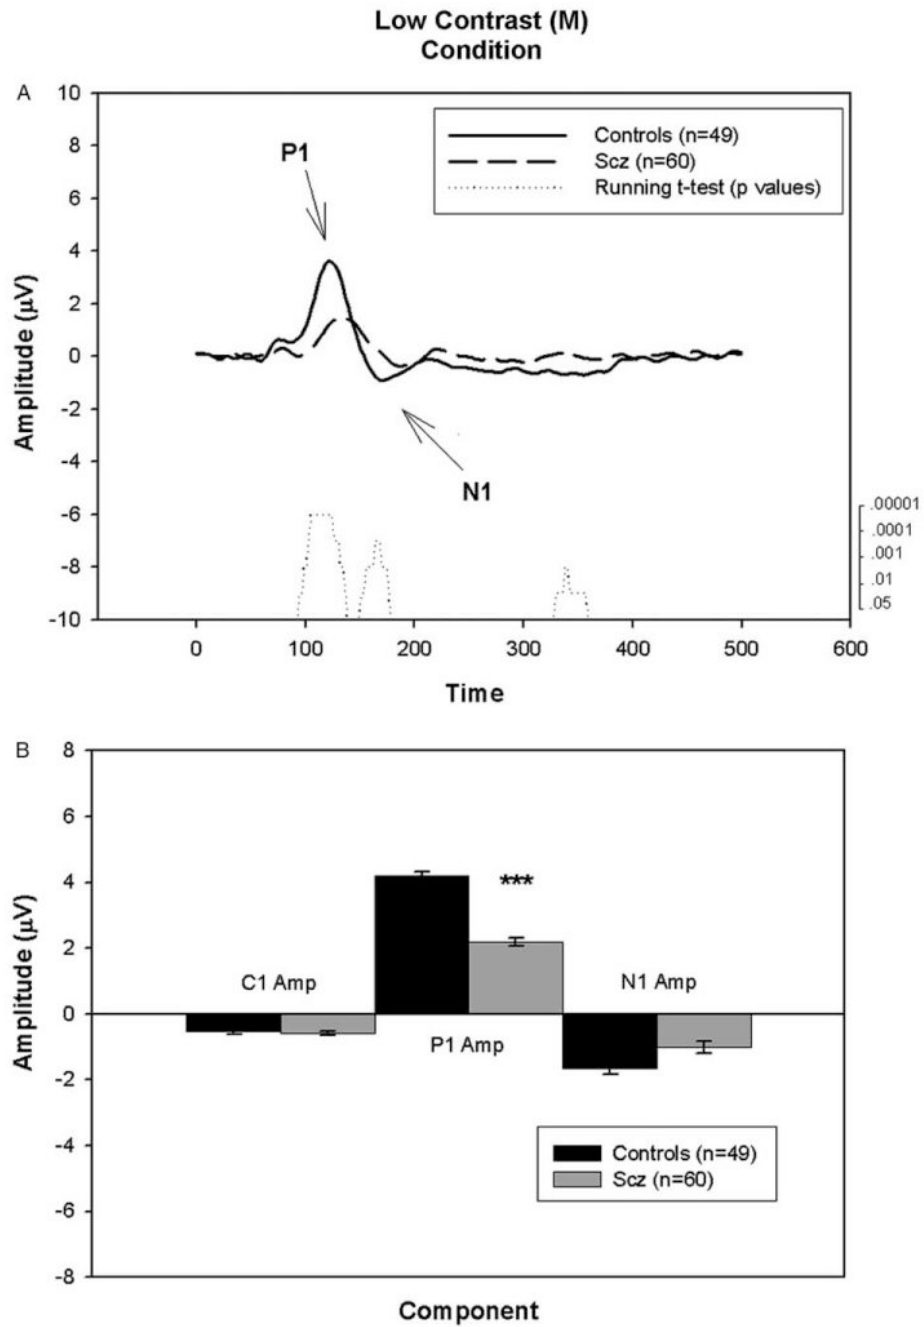 Low Contrast (M)
Condition
A
10
8
6
4
2
0
-2
-4
-6
-8
-10
Amplitude (µV)
P1
N1
Controls (n=49)
Scz (n=60)
Running t-test (p values)
.00001
.0001
.001
.01
.05
0 100 200 300 400 500 600
Time
B
8
6
4
2
0
-2
-4
-6
-8
Amplitude (µV)
***
C1 Amp
N1 Amp
P1 Amp
Controls (n=49)
Scz (n=60)
Component